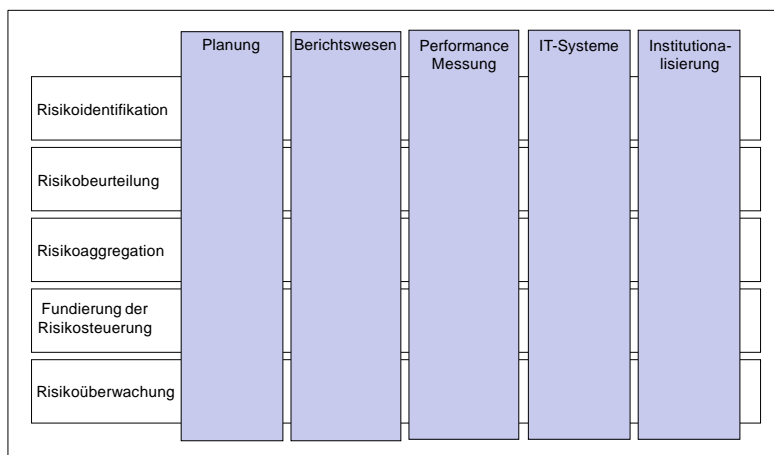 Planung
Berichtswesen
Performance
Messung
IT-Systeme
Institutiona-
lisierung
Risikoidentifikation
Risikobeurteilung
Risikoaggregation
Fundierung der
Risikosteuerung
Risikoüberwachung